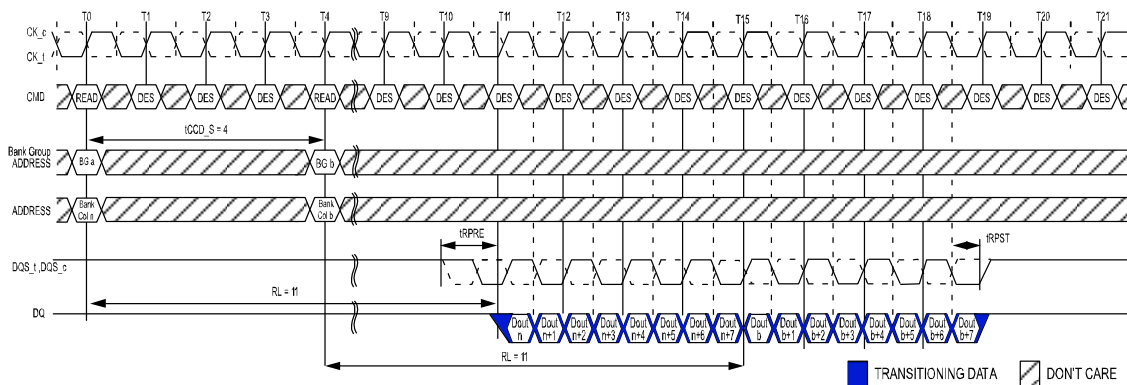 T0 T1 T2 T3 T4 T9 T10 T11 T12 T13 T14 T15 T16 T17 T18 T19 T20 T21
CK_c
CK_t
CMD READ DES DES DES READ DES DES DES DES DES DES DES DES DES DES DES DES DES
tCCD_S = 4
Bank Group
ADDRESS
BG a BG b
ADDRESS
Bank
Col n
Bank
Col b
tRPRE tRPST
DQS_t ,DQS_c
RL = 11
DQ
Dout Dout Dout Dout Dout Dout Dout Dout Dout Dout Dout Dout Dout Dout Dout Dout
n n+1 n+2 n+3 n+4 n+5 n+6 n+7 b b+1 b+2 b+3 b+4 b+5 b+6 b+7
RL = 11
TRANSITIONING DATA DON'T CARE